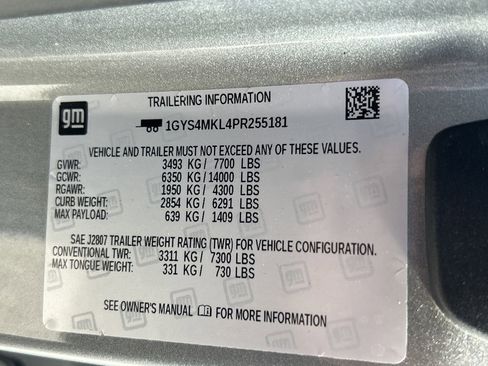 gm
TRAILERING INFORMATION
1GYS4MKL4PR255181
VEHICLE AND TRAILER MUST NOT EXCEED ANY OF THESE VALUES.
GVWR: 3493 KG/ 7700 LBS
GCWR: 6350 KG/14000 LBS
RGAWR: 1950 KG/ 4300 LBS
CURB WEIGHT: 2854 KG/ 6291 LBS
MAX PAYLOAD: 639 KG/ 1409 LBS
SAE J2807 TRAILER WEIGHT RATING (TWR) FOR VEHICLE CONFIGURATION.
CONVENTIONAL TWR: 3311 KG/ 7300 LBS
MAX TONGUE WEIGHT: 331 KG/ 730 LBS
SEE OWNER'S MANUAL FOR MORE INFORMATION